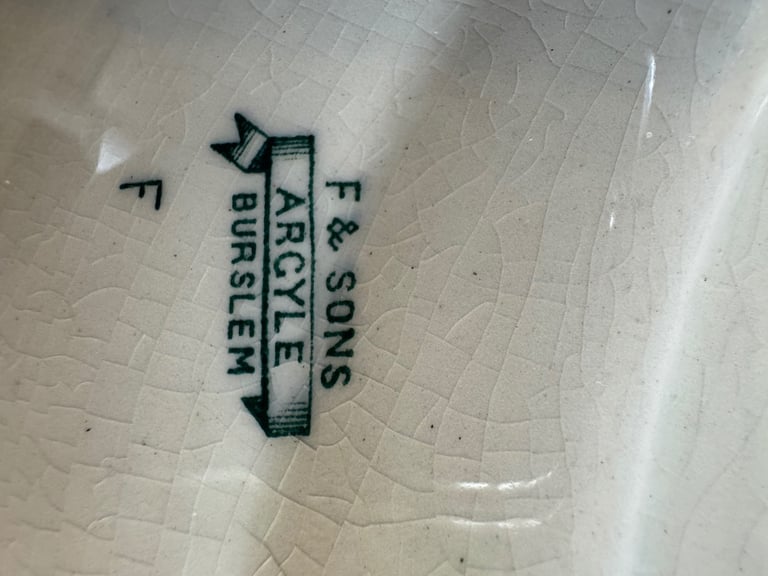 F & SONS
ARGYLE
BURSLEM
F